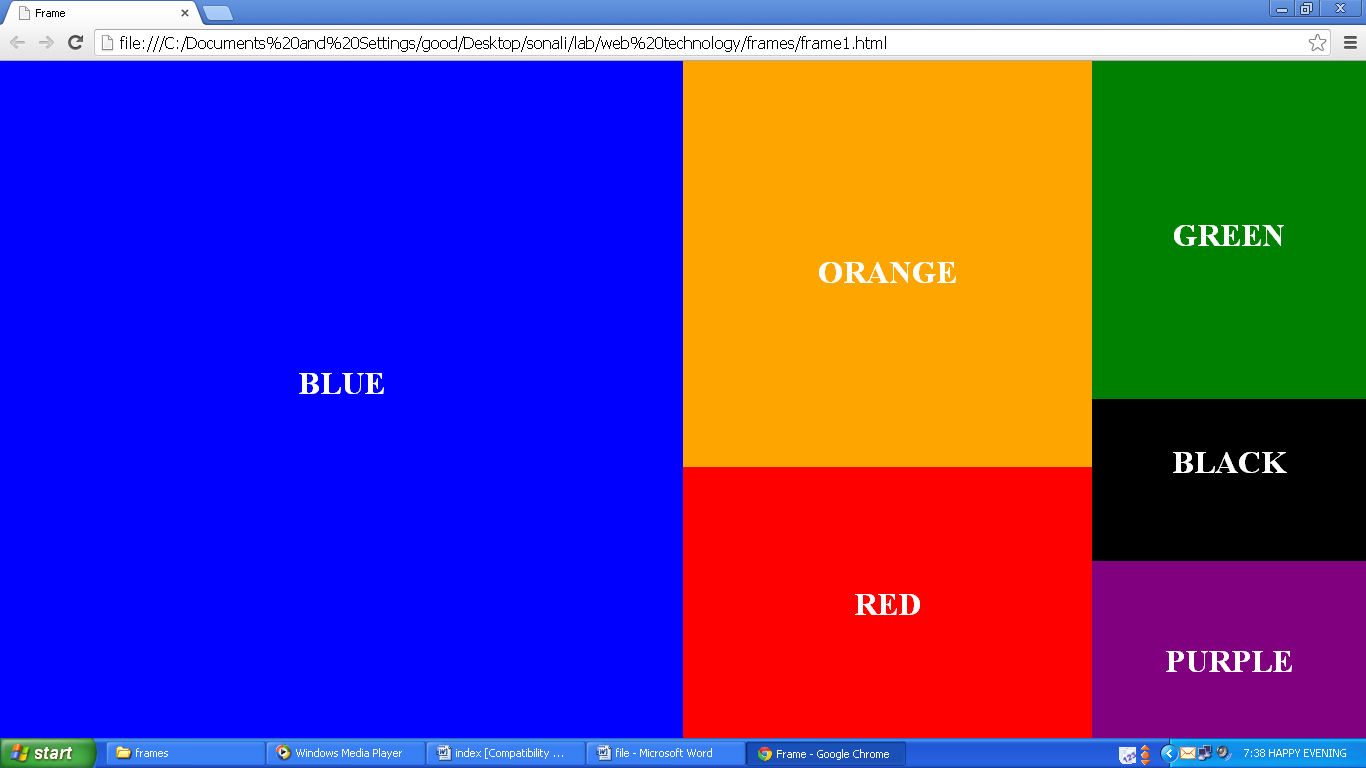 Frame
file:///C:/Documents%20and%20Settings/good/Desktop/sonali/lab/web%20technology/frames/frame1.html
BLUE
ORANGE
RED
GREEN
BLACK
PURPLE
start
frames
Windows Media Player
index [Compatibility ...
file - Microsoft Word
Frame - Google Chrome
7:38 HAPPY EVENING